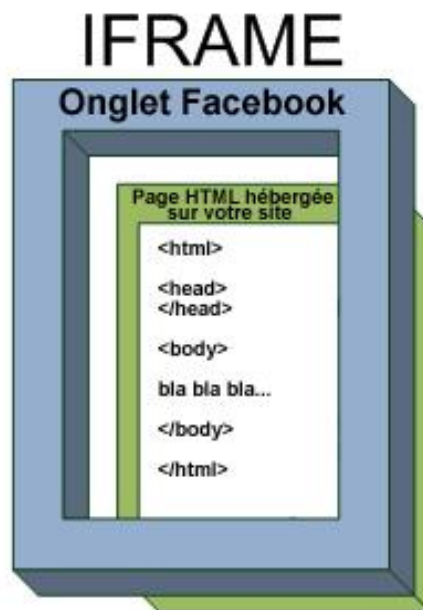 IFRAME
Onglet Facebook
Page HTML hébergée
sur votre site
<html>
<head>
</head>
<body>
bla bla bla...
</body>
</html>